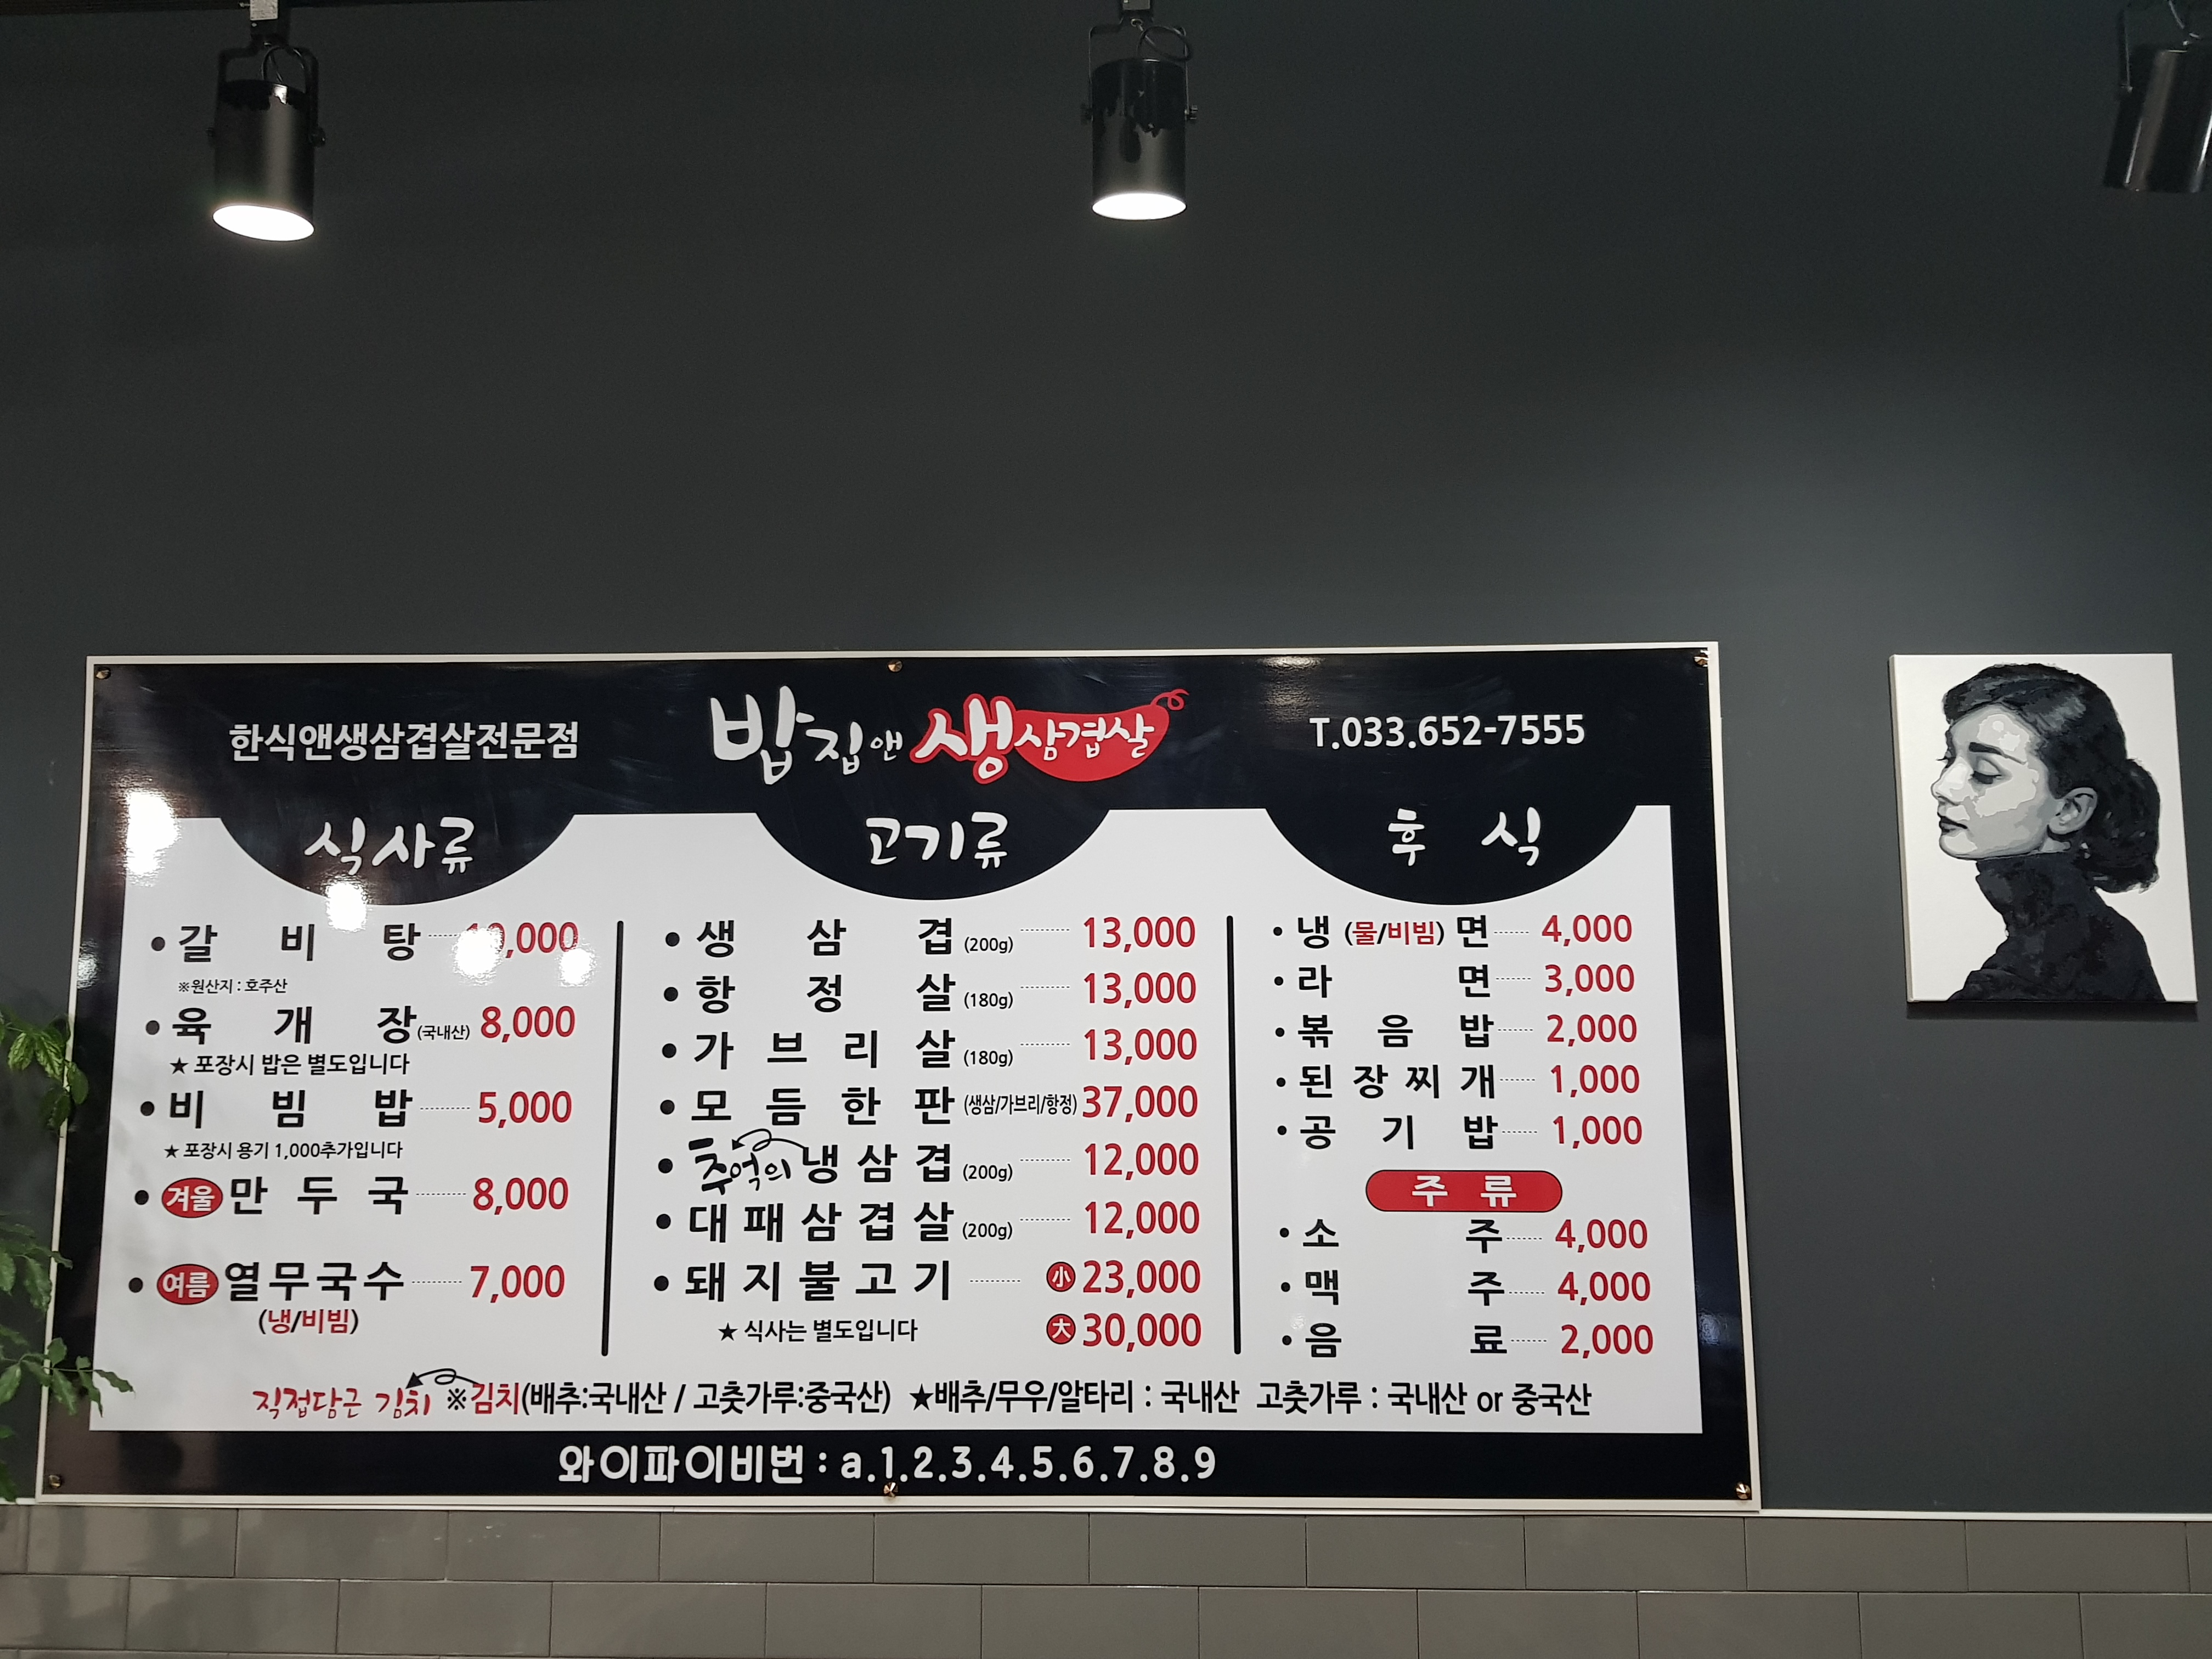 한식앤생삼겹살전문점
밥집앤생삼겹살
T.033.652-7555
식사류
갈비탕 10,000
※원산지 : 호주산
육개장(국내산) 8,000
★ 포장시 밥은 별도입니다
비빔밥 5,000
★ 포장시 용기 1,000추가입니다
겨울 만두국 8,000
여름 열무국수 7,000
(냉/비빔)
고기류
생삼겹 (200g) 13,000
항정살 (180g) 13,000
가브리살 (180g) 13,000
모듬한판 (생삼/가브리/항정) 37,000
추억의 냉삼겹 (200g) 12,000
대패삼겹살 (200g) 12,000
돼지불고기 小 23,000
★ 식사는 별도입니다 大 30,000
후식
냉(물/비빔)면 4,000
라면 3,000
볶음밥 2,000
된장찌개 1,000
공기밥 1,000
주류
소주 4,000
맥주 4,000
음료 2,000
직접담근 김치 ※김치(배추:국내산 / 고춧가루:중국산) ★배추/무우/알타리 : 국내산 고춧가루 : 국내산 or 중국산
와이파이비번 : a.1.2.3.4.5.6.7.8.9